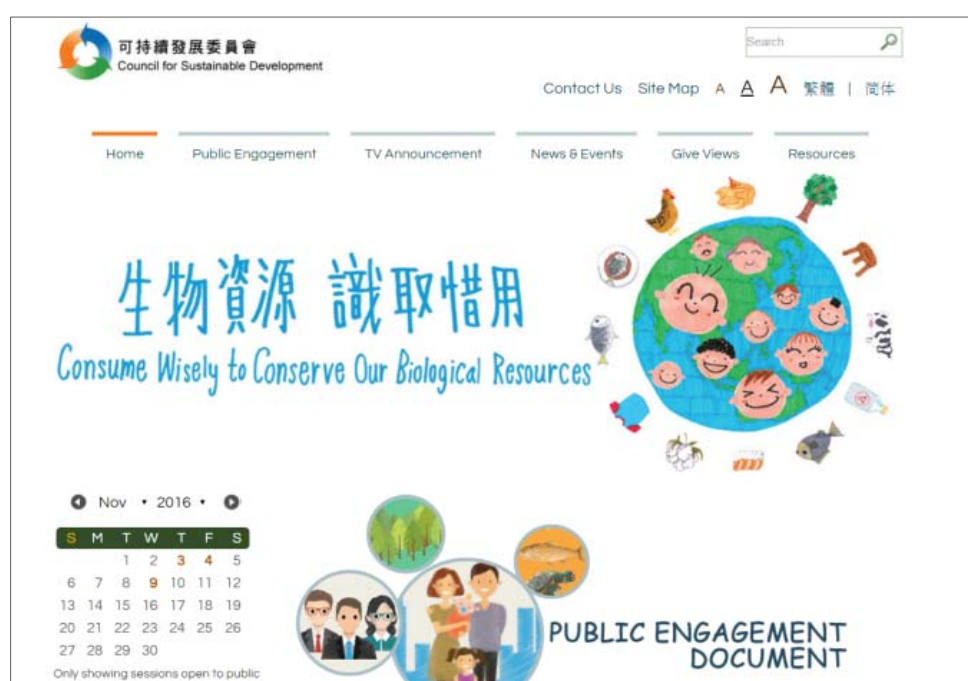 可持續發展委員會
Council for Sustainable Development
Search
Contact Us Site Map A A A 繁體 | 简体
Home Public Engagement TV Announcement News & Events Give Views Resources
生物資源 識取惜用
Consume Wisely to Conserve Our Biological Resources
Nov 2016
S M T W T F S
1 2 3 4 5
6 7 8 9 10 11 12
13 14 15 16 17 18 19
20 21 22 23 24 25 26
27 28 29 30
Only showing sessions open to public
PUBLIC ENGAGEMENT
DOCUMENT